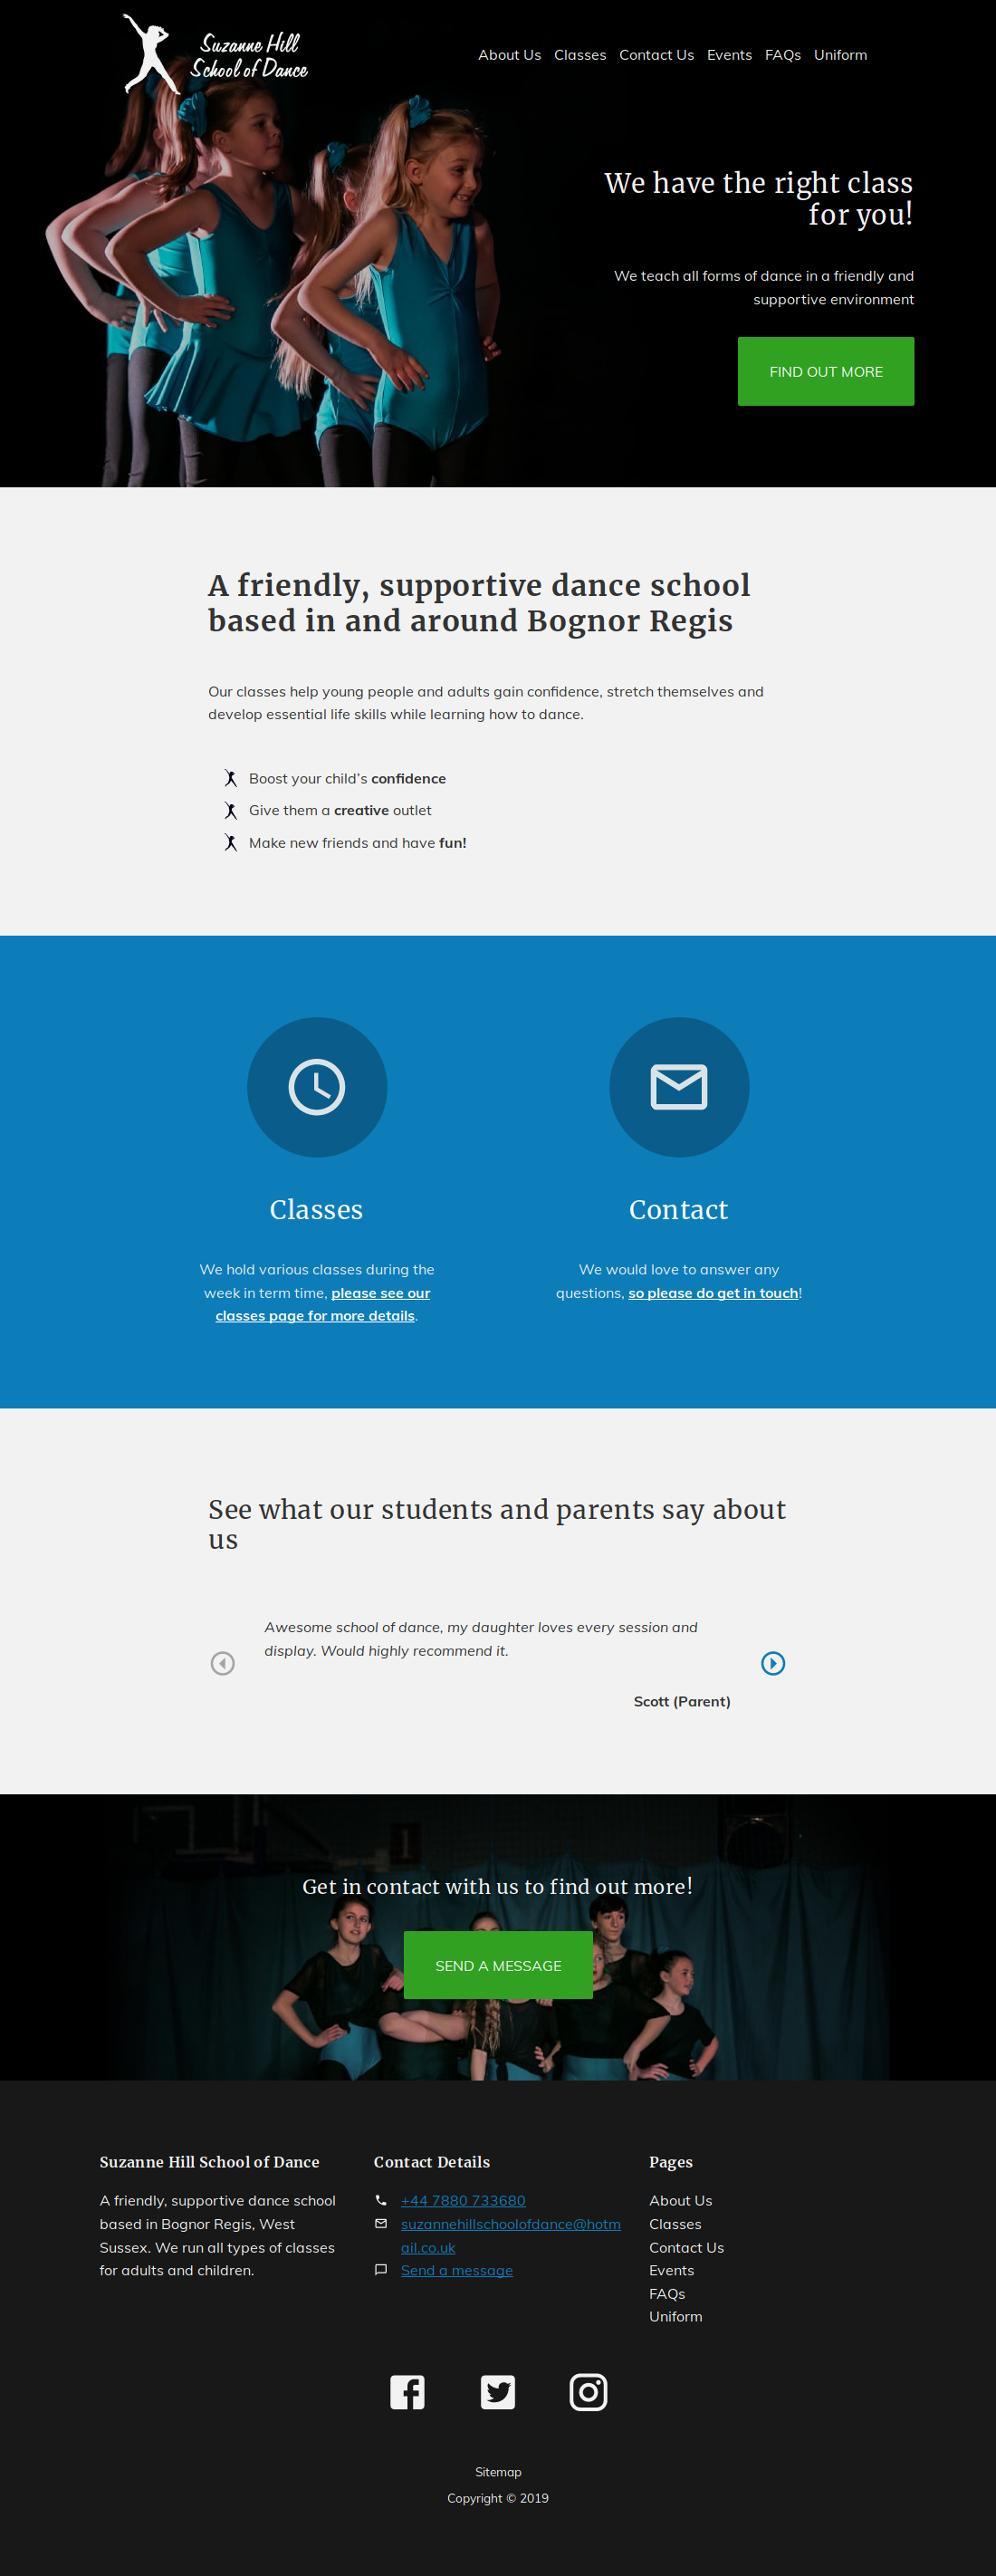 Suzanne Hill
School of Dance
About Us Classes Contact Us Events FAQs Uniform
We have the right class
for you!
We teach all forms of dance in a friendly and
supportive environment
FIND OUT MORE
A friendly, supportive dance school
based in and around Bognor Regis
Our classes help young people and adults gain confidence, stretch themselves and
develop essential life skills while learning how to dance.
Boost your child's confidence
Give them a creative outlet
Make new friends and have fun!
Classes
We hold various classes during the
week in term time, please see our
classes page for more details.
Contact
We would love to answer any
questions, so please do get in touch!
See what our students and parents say about
us
Awesome school of dance, my daughter loves every session and
display. Would highly recommend it.
Scott (Parent)
Get in contact with us to find out more!
SEND A MESSAGE
Suzanne Hill School of Dance
A friendly, supportive dance school
based in Bognor Regis, West
Sussex. We run all types of classes
for adults and children.
Contact Details
+44 7880 733680
suzannehillschoolofdance@hotm
ail.co.uk
Send a message
Pages
About Us
Classes
Contact Us
Events
FAQs
Uniform
Sitemap
Copyright © 2019